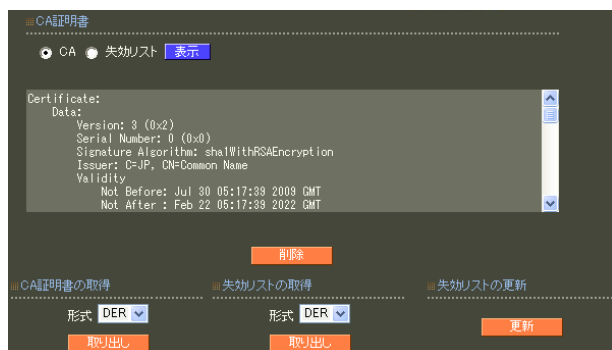 CA証明書
CA 失効リスト 表示
Certificate:
Data:
Version: 3 (0x2)
Serial Number: 0 (0x0)
Signature Algorithm: sha1WithRSAEncryption
Issuer: C=JP, CN=Common Name
Validity
Not Before: Jul 30 05:17:39 2009 GMT
Not After : Feb 22 05:17:39 2022 GMT
削除
CA証明書の取得 失効リストの取得 失効リストの更新
形式 DER 形式 DER
更新
取り出し 取り出し